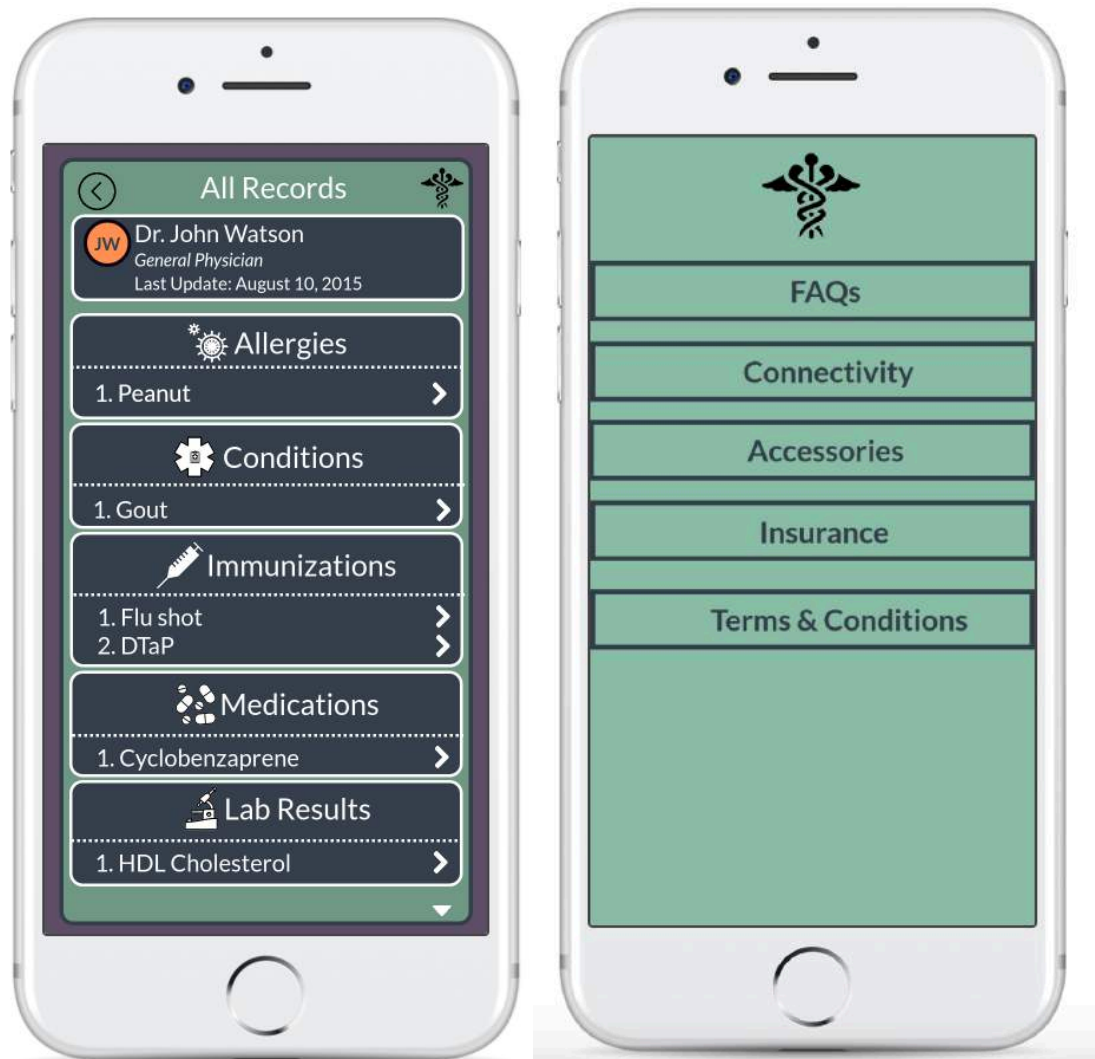 All Records
JW
Dr. John Watson
General Physician
Last Update: August 10, 2015
Allergies
1. Peanut
Conditions
1. Gout
Immunizations
1. Flu shot
2. DTaP
Medications
1. Cyclobenzaprene
Lab Results
1. HDL Cholesterol
FAQs
Connectivity
Accessories
Insurance
Terms & Conditions